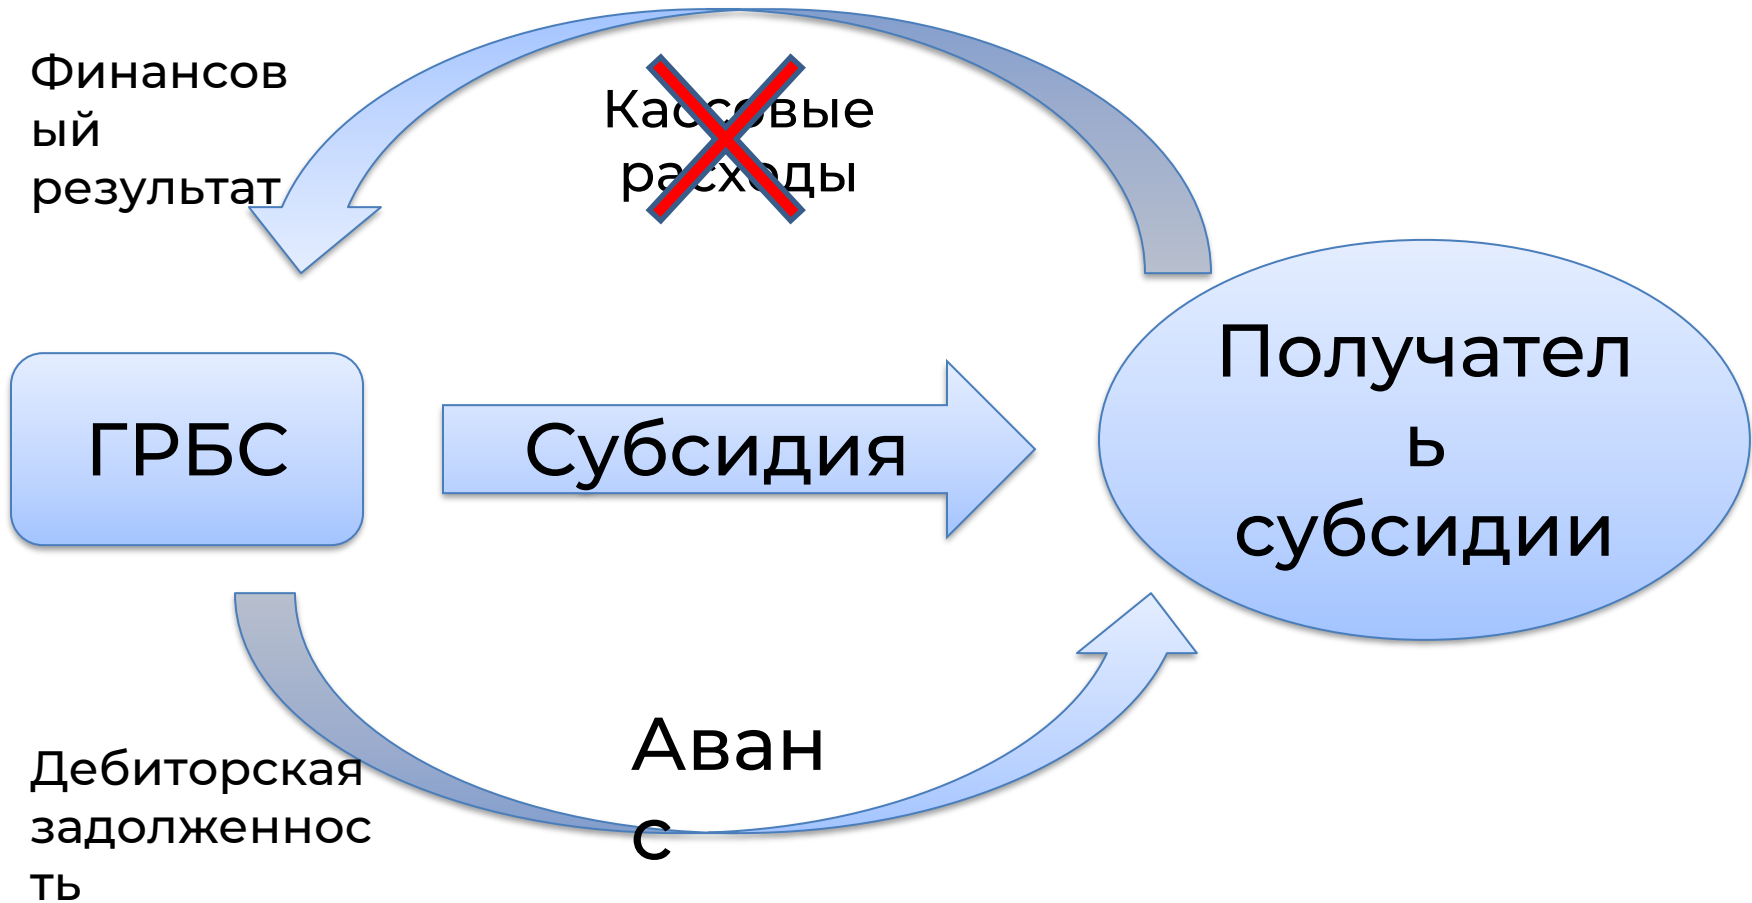 Финансов
ый
результат
Кассовые
расходы
ГРБС
Субсидия
Получател
ь
субсидии
Аван
с
Дебиторская
задолженнос
ть